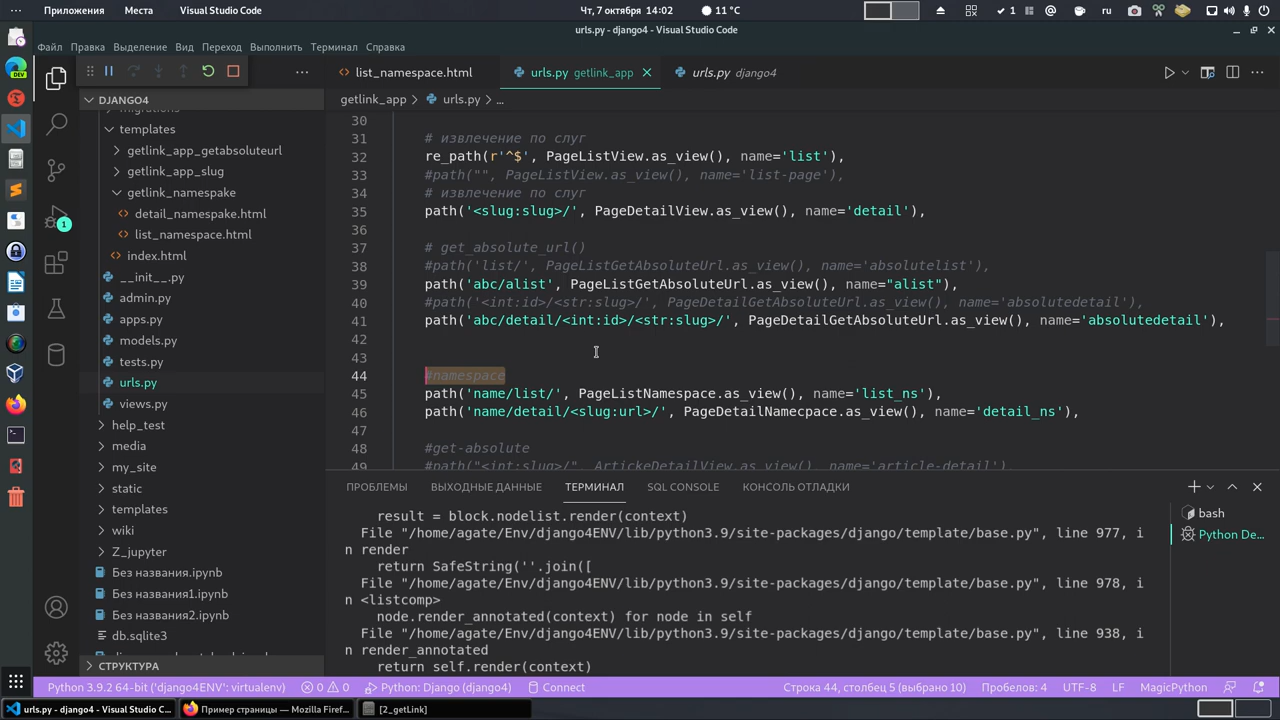 Приложения Места Visual Studio Code Чт, 7 октября 14:02 11 °C 1 ru
urls.py - django4 - Visual Studio Code
Файл Правка Выделение Вид Переход Выполнить Терминал Справка
list_namespace.html urls.py getlink_app urls.py django4
DJANGO4
getlink_app > urls.py > ...
templates
getlink_app_getabsoluteurl
getlink_app_slug
getlink_namespake
detail_namespake.html
list_namespace.html
index.html
__init__.py
admin.py
apps.py
models.py
tests.py
urls.py
views.py
help_test
media
my_site
static
templates
wiki
Z_jupyter
Без названия.ipynb
Без названия1.ipynb
Без названия2.ipynb
db.sqlite3
СТРУКТУРА
1
30
31 # извлечение по слуг
32 re_path(r'^$', PageListView.as_view(), name='list'),
33 #path("", PageListView.as_view(), name='list-page'),
34 # извлечение по слуг
35 path('<slug:slug>/', PageDetailView.as_view(), name='detail'),
36
37 # get_absolute_url()
38 #path('list/', PageListGetAbsoluteUrl.as_view(), name='absolutelist'),
39 path('abc/alist', PageListGetAbsoluteUrl.as_view(), name="alist"),
40 #path('<int:id>/<str:slug>/', PageDetailGetAbsoluteUrl.as_view(), name='absolutedetail'),
41 path('abc/detail/<int:id>/<str:slug>/', PageDetailGetAbsoluteUrl.as_view(), name='absolutedetail'),
42
43
44 #namespace
45 path('name/list/', PageListNamespace.as_view(), name='list_ns'),
46 path('name/detail/<slug:url>/', PageDetailNamecpace.as_view(), name='detail_ns'),
47
48 #get-absolute
49 #path("<int:slug>/", ArtickeDetailView.as_view(), name='article-detail')
ПРОБЛЕМЫ ВЫХОДНЫЕ ДАННЫЕ ТЕРМИНАЛ SQL CONSOLE КОНСОЛЬ ОТЛАДКИ
result = block.nodelist.render(context)
File "/home/agate/Env/django4ENV/lib/python3.9/site-packages/django/template/base.py", line 977, i
n render
return SafeString(''.join([
File "/home/agate/Env/django4ENV/lib/python3.9/site-packages/django/template/base.py", line 978, i
n <listcomp>
node.render_annotated(context) for node in self
File "/home/agate/Env/django4ENV/lib/python3.9/site-packages/django/template/base.py", line 938, i
n render_annotated
return self.render(context)
bash
Python De...
Python 3.9.2 64-bit ('django4ENV': virtualenv) 0 0 Python: Django (django4) Connect Строка 44, столбец 5 (выбрано 10) Пробелов: 4 UTF-8 LF MagicPython
urls.py - django4 - Visual Studio C... Пример страницы — Mozilla Firef... [2_getLink]